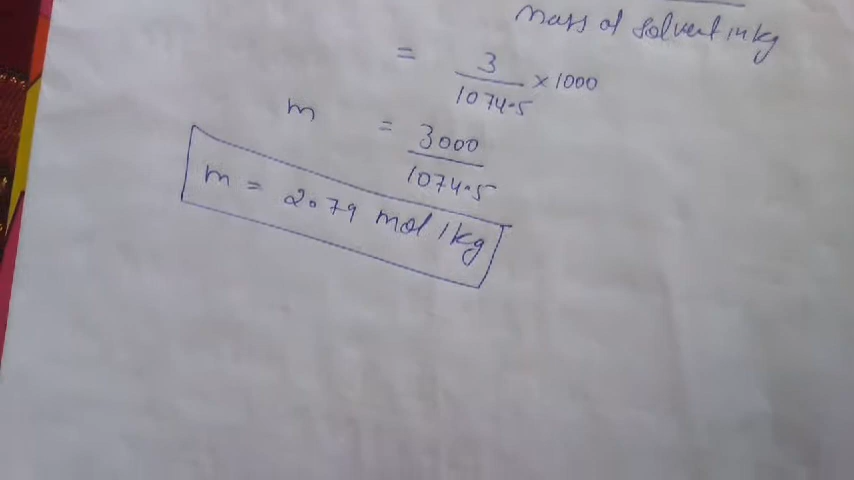 mass of solvent in kg
= 3/1074.5 × 1000
m = 3000/1074.5
m = 2.79 mol/kg